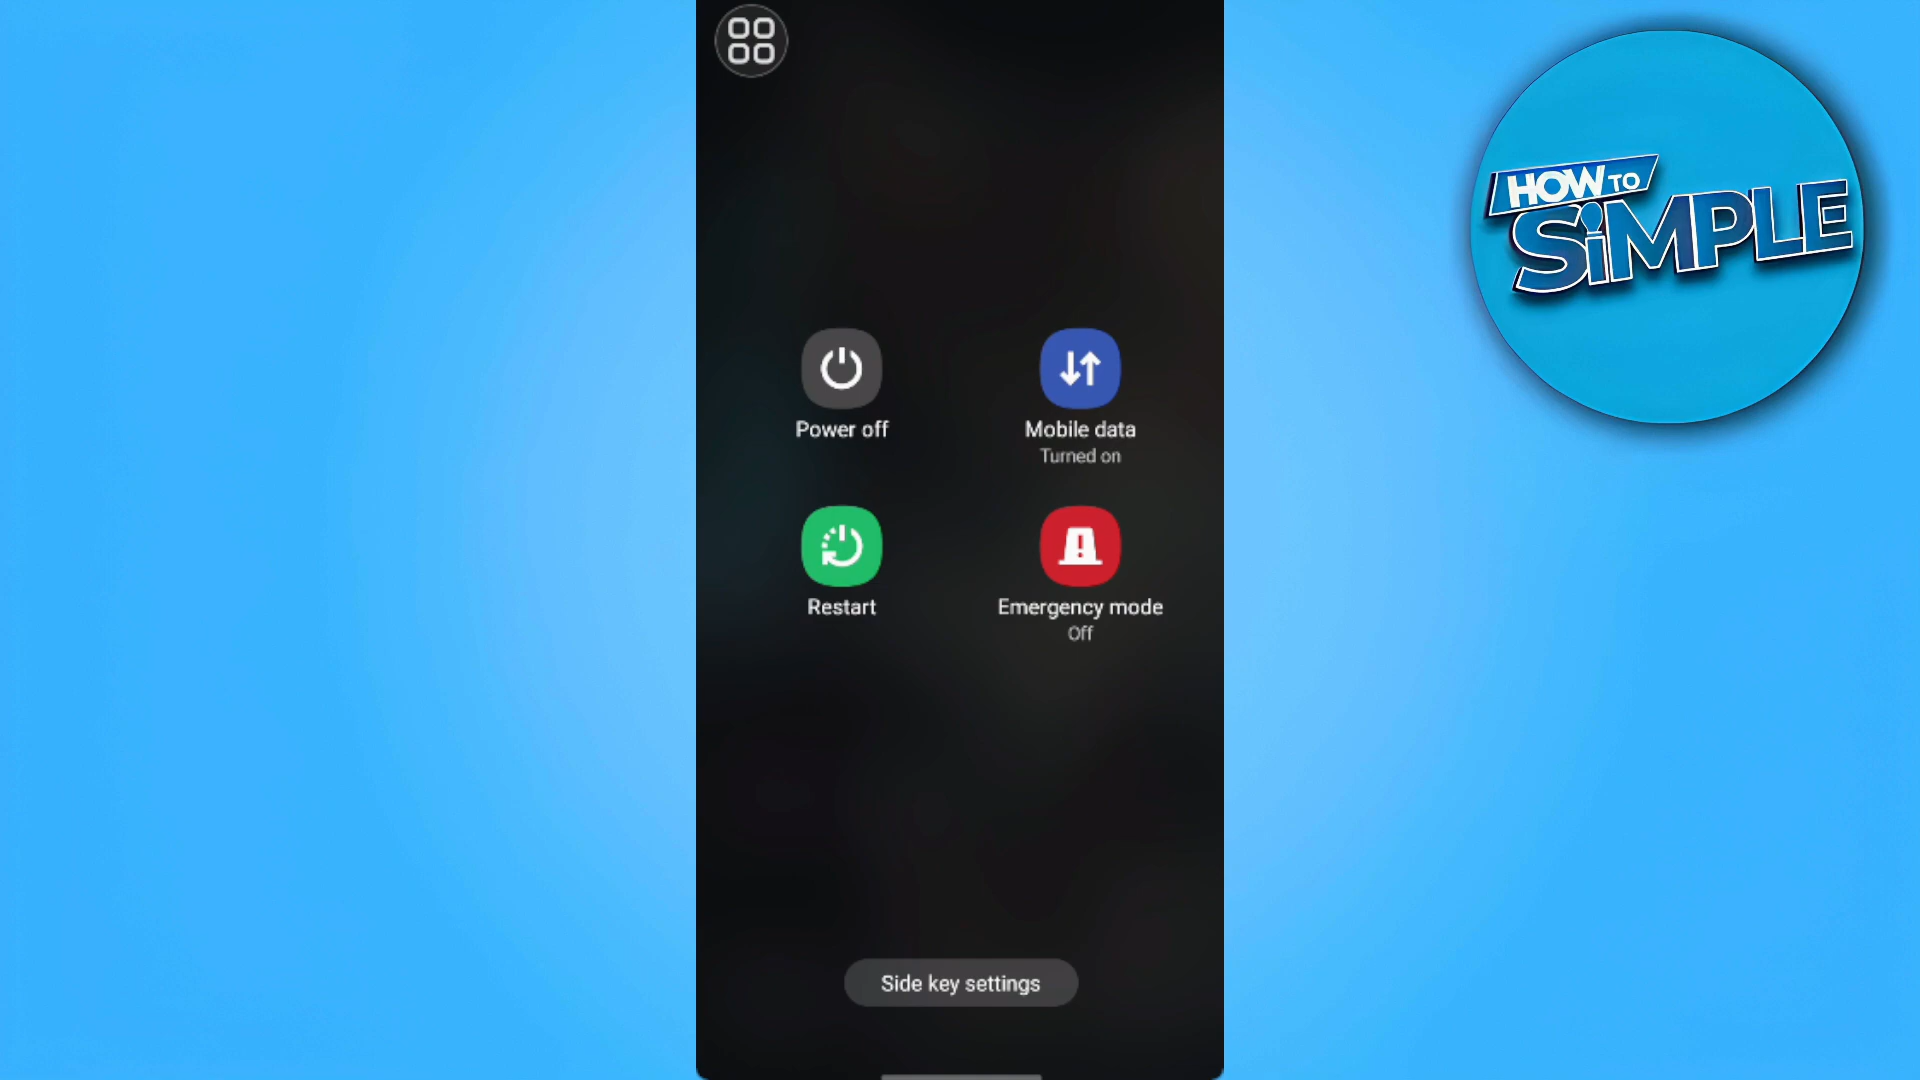 HOW TO
SiMPLE
Power off
Mobile data
Turned on
Restart
Emergency mode
Off
Side key settings